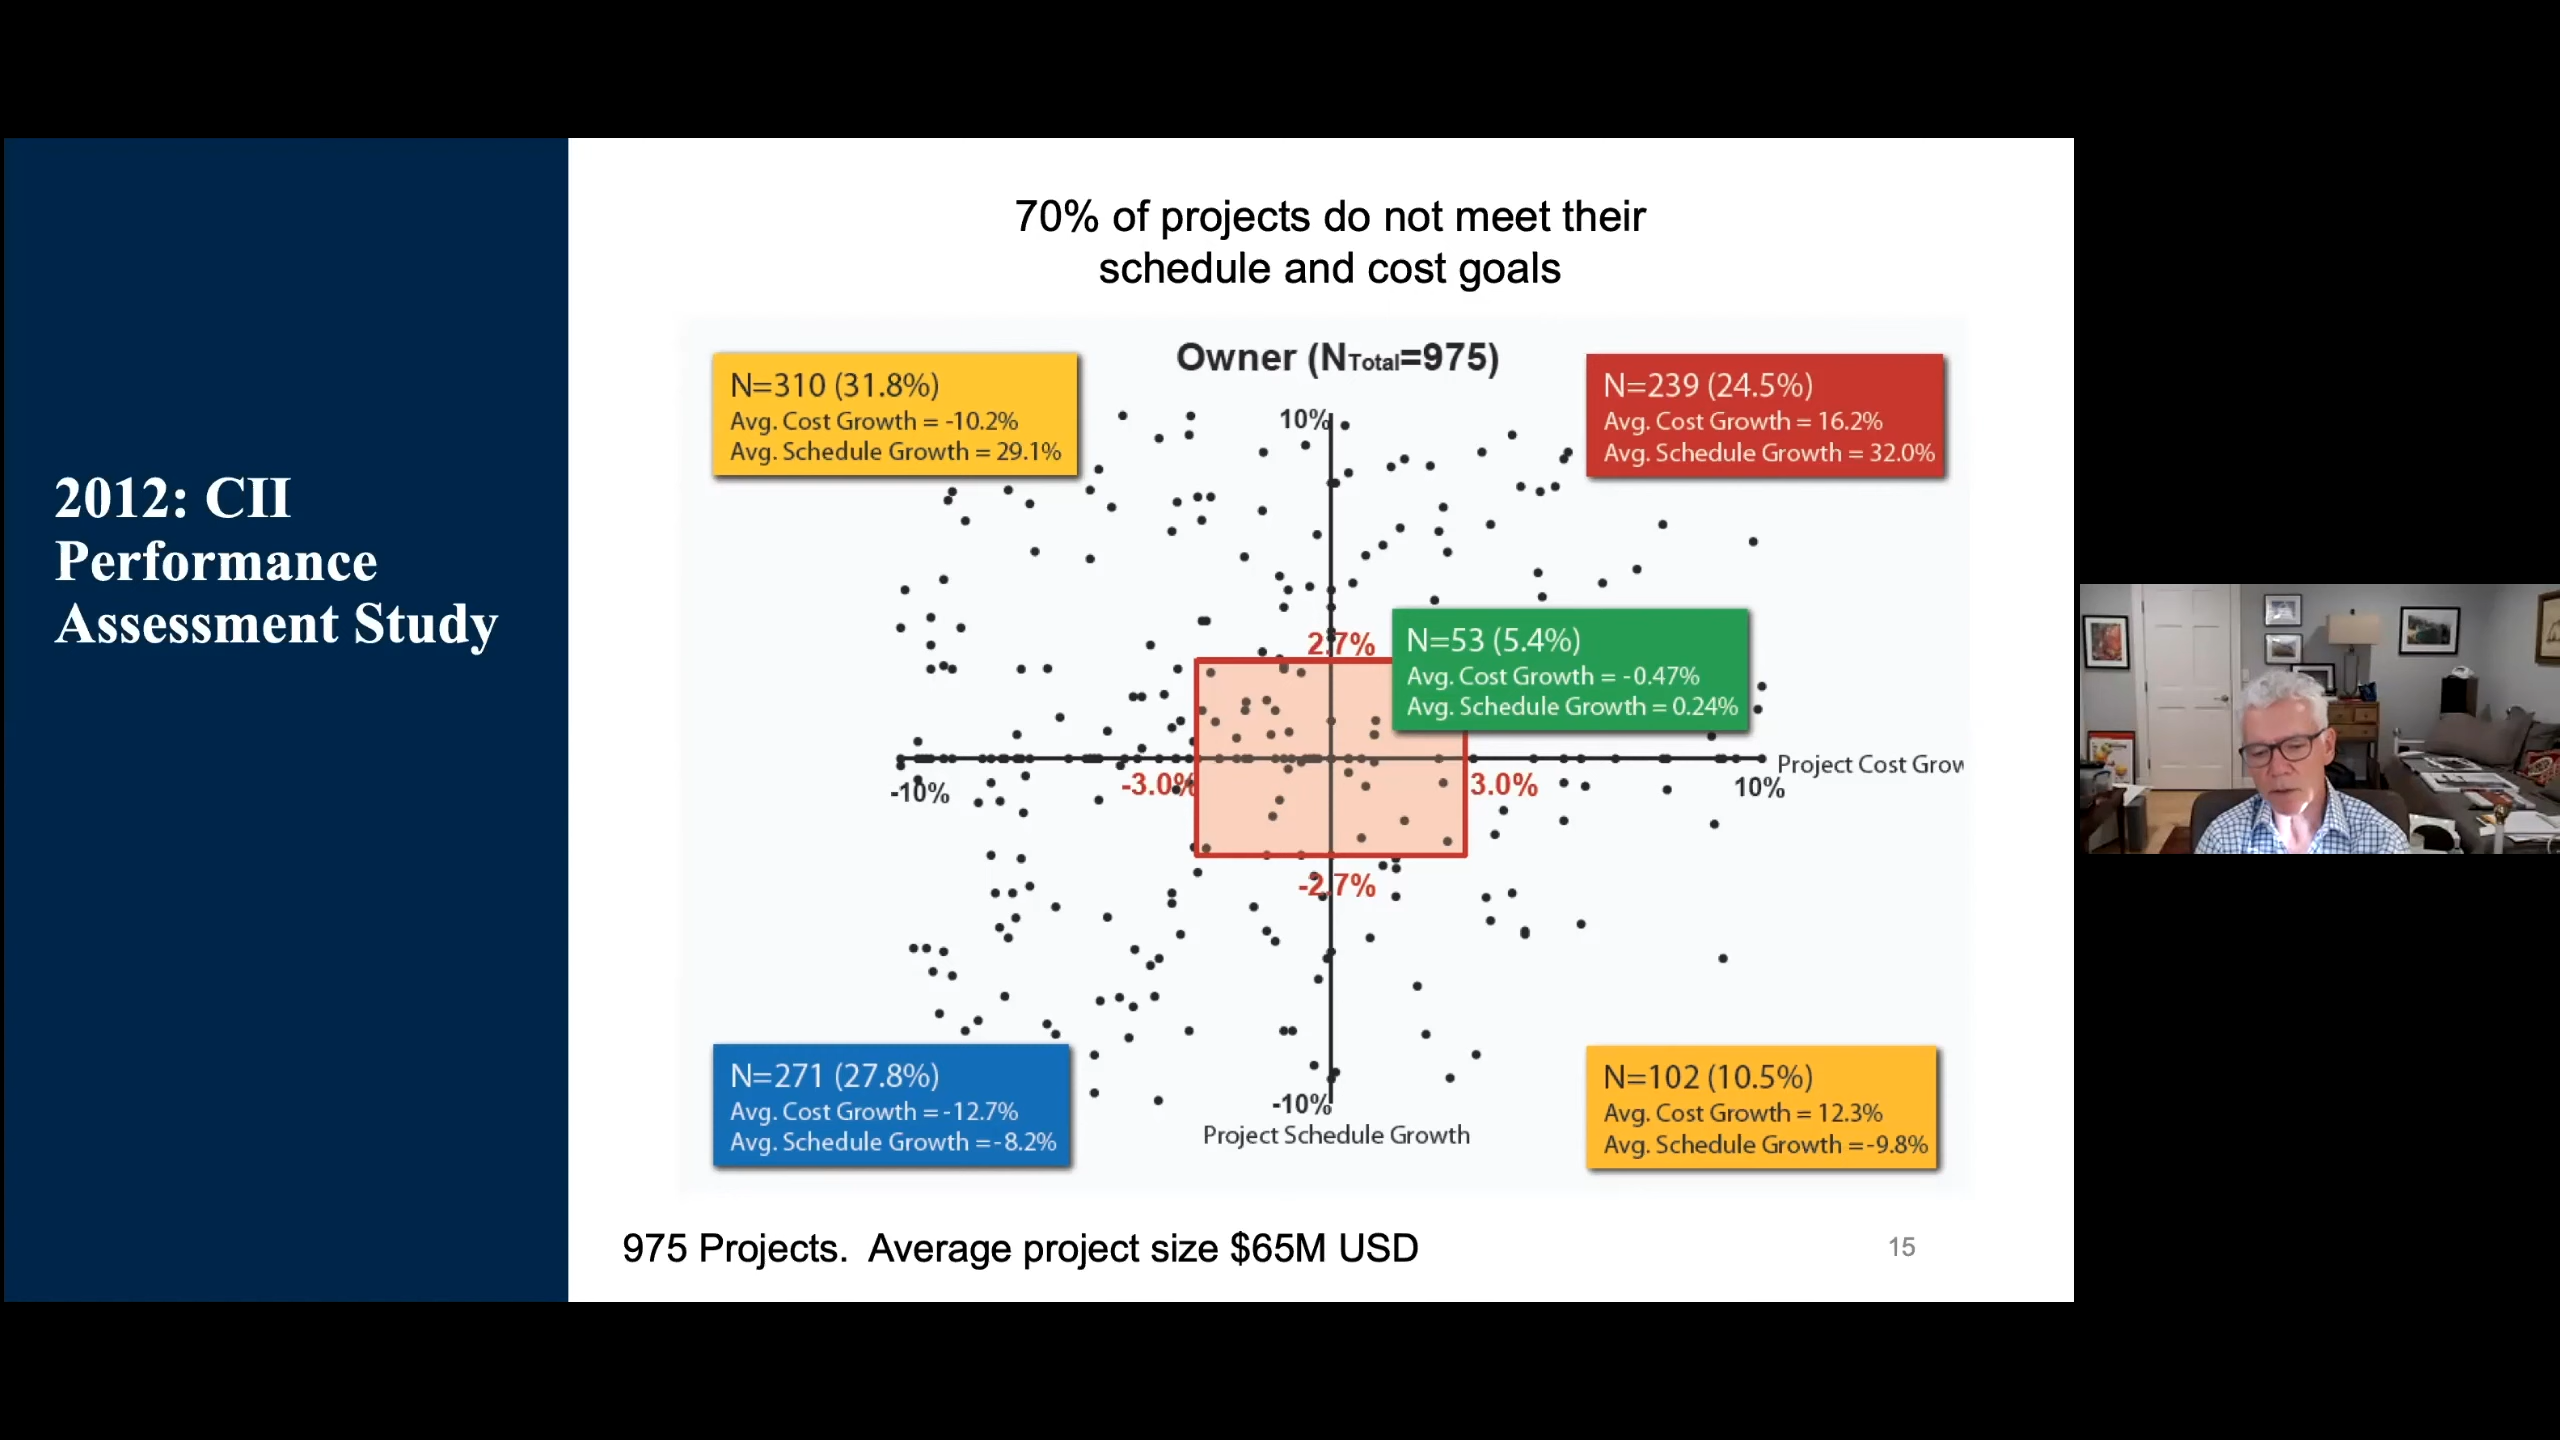 2012: CII
Performance
Assessment Study
70% of projects do not meet their
schedule and cost goals
Owner (NTotal=975)
N=310 (31.8%)
Avg. Cost Growth = -10.2%
Avg. Schedule Growth = 29.1%
N=239 (24.5%)
Avg. Cost Growth = 16.2%
Avg. Schedule Growth = 32.0%
10%
2.7%
N=53 (5.4%)
Avg. Cost Growth = -0.47%
Avg. Schedule Growth = 0.24%
-10%
-3.0%
3.0%
10%
Project Cost Grow
-2.7%
N=271 (27.8%)
Avg. Cost Growth = -12.7%
Avg. Schedule Growth =-8.2%
-10%
Project Schedule Growth
N=102 (10.5%)
Avg. Cost Growth = 12.3%
Avg. Schedule Growth =-9.8%
975 Projects. Average project size $65M USD
15